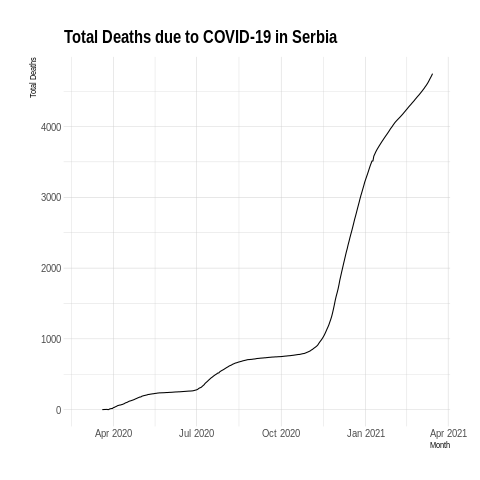 Total Deaths due to COVID-19 in Serbia
Total Deaths
4000
3000
2000
1000
0
Apr 2020 Jul 2020 Oct 2020 Jan 2021 Apr 2021
Month